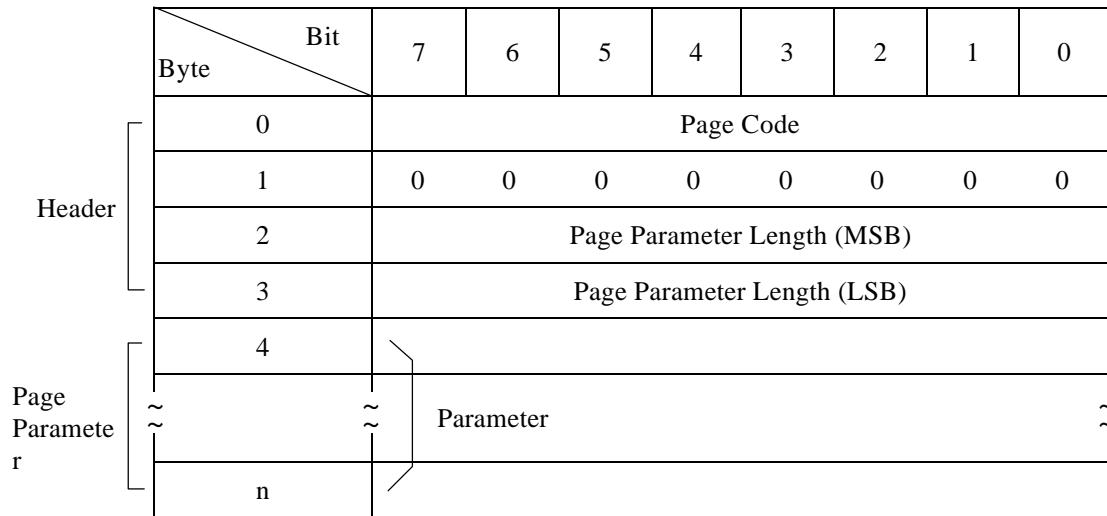 Bit
Byte
7 6 5 4 3 2 1 0
0 Page Code
1 0 0 0 0 0 0 0 0
Header
2 Page Parameter Length (MSB)
3 Page Parameter Length (LSB)
4
Page
Paramete
r
~ ~ Parameter ~
~ ~ ~
n